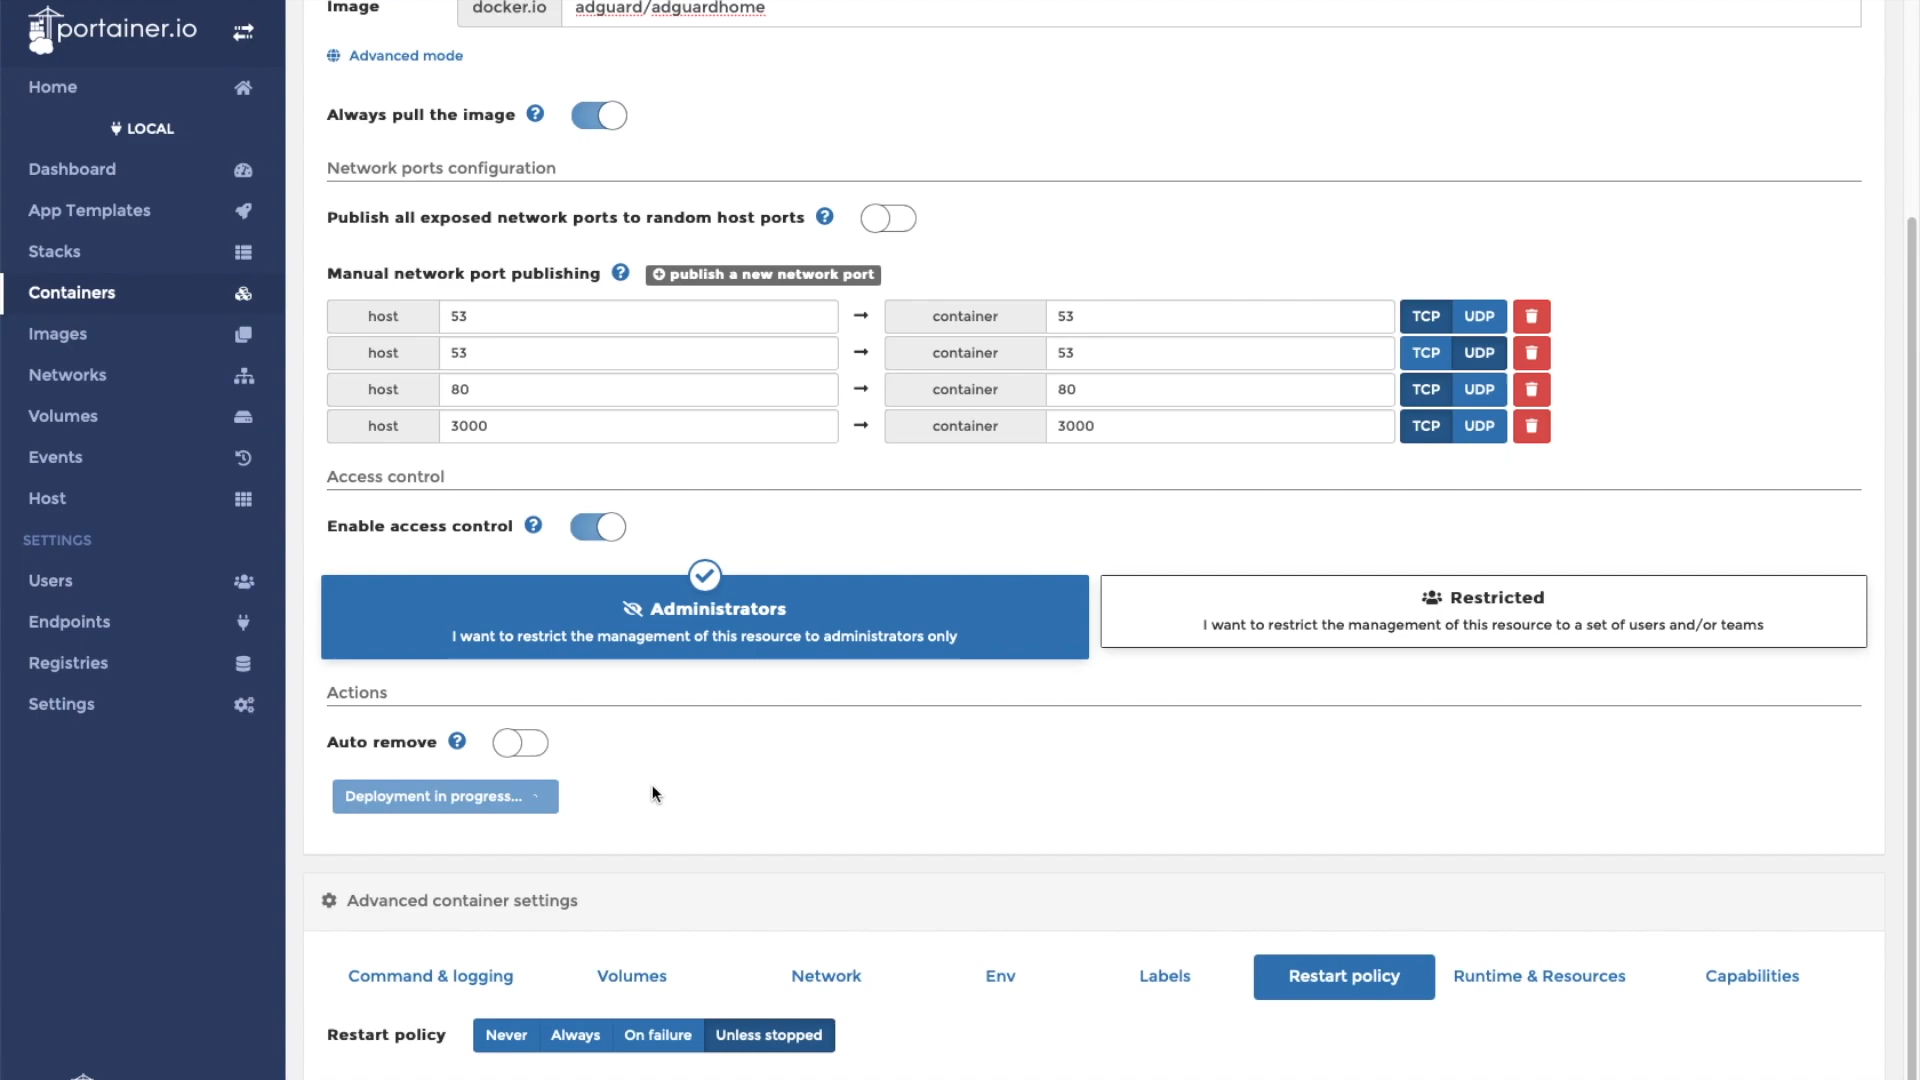 portainer.io
Home
LOCAL
Dashboard
App Templates
Stacks
Containers
Images
Networks
Volumes
Events
Host
SETTINGS
Users
Endpoints
Registries
Settings
Image docker.io adguard/adguardhome
Advanced mode
Always pull the image ?
Network ports configuration
Publish all exposed network ports to random host ports ?
Manual network port publishing ? publish a new network port
host 53 → container 53 TCP UDP
host 53 → container 53 TCP UDP
host 80 → container 80 TCP UDP
host 3000 → container 3000 TCP UDP
Access control
Enable access control ?
Administrators
I want to restrict the management of this resource to administrators only
Restricted
I want to restrict the management of this resource to a set of users and/or teams
Actions
Auto remove ?
Deployment in progress...
Advanced container settings
Command & logging Volumes Network Env Labels Restart policy Runtime & Resources Capabilities
Restart policy Never Always On failure Unless stopped